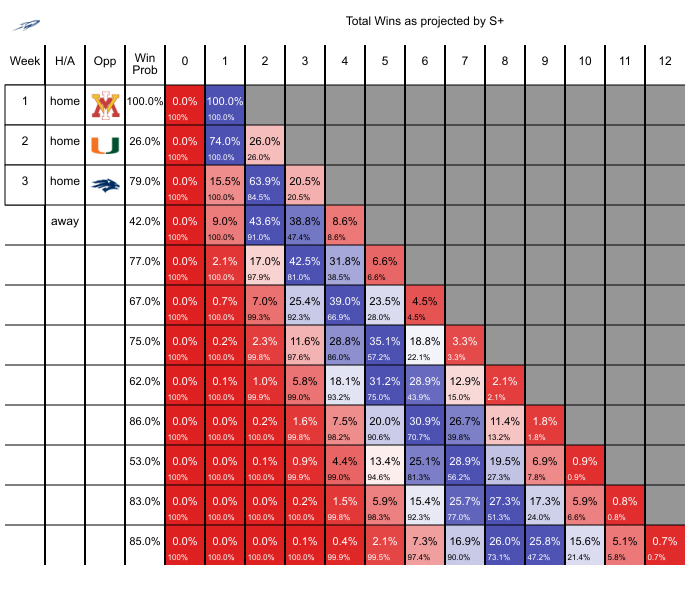 Total Wins as projected by S+
Week H/A Opp Win Prob 0 1 2 3 4 5 6 7 8 9 10 11 12
1 home 100.0% 0.0% 100.0%
100% 100.0%
2 home U 26.0% 0.0% 74.0% 26.0%
100% 100.0% 26.0%
3 home 79.0% 0.0% 15.5% 63.9% 20.5%
100% 100.0% 84.5% 20.5%
away 42.0% 0.0% 9.0% 43.6% 38.8% 8.6%
100% 100.0% 91.0% 47.4% 8.6%
77.0% 0.0% 2.1% 17.0% 42.5% 31.8% 6.6%
100% 100.0% 97.9% 81.0% 38.5% 6.6%
67.0% 0.0% 0.7% 7.0% 25.4% 39.0% 23.5% 4.5%
100% 100.0% 99.3% 92.3% 66.9% 28.0% 4.5%
75.0% 0.0% 0.2% 2.3% 11.6% 28.8% 35.1% 18.8% 3.3%
100% 100.0% 99.8% 97.6% 86.0% 57.2% 22.1% 3.3%
62.0% 0.0% 0.1% 1.0% 5.8% 18.1% 31.2% 28.9% 12.9% 2.1%
100% 100.0% 99.9% 99.0% 93.2% 75.0% 43.9% 15.0% 2.1%
86.0% 0.0% 0.0% 0.2% 1.6% 7.5% 20.0% 30.9% 26.7% 11.4% 1.8%
100% 100.0% 100.0% 99.8% 98.2% 90.6% 70.7% 39.8% 13.2% 1.8%
53.0% 0.0% 0.0% 0.1% 0.9% 4.4% 13.4% 25.1% 28.9% 19.5% 6.9% 0.9%
100% 100.0% 100.0% 99.9% 99.0% 94.6% 81.3% 56.2% 27.3% 7.8% 0.9%
83.0% 0.0% 0.0% 0.0% 0.2% 1.5% 5.9% 15.4% 25.7% 27.3% 17.3% 5.9% 0.8%
100% 100.0% 100.0% 100.0% 99.8% 98.3% 92.3% 77.0% 51.3% 24.0% 6.6% 0.8%
85.0% 0.0% 0.0% 0.0% 0.1% 0.4% 2.1% 7.3% 16.9% 26.0% 25.8% 15.6% 5.1% 0.7%
100% 100.0% 100.0% 100.0% 99.9% 99.5% 97.4% 90.0% 73.1% 47.2% 21.4% 5.8% 0.7%